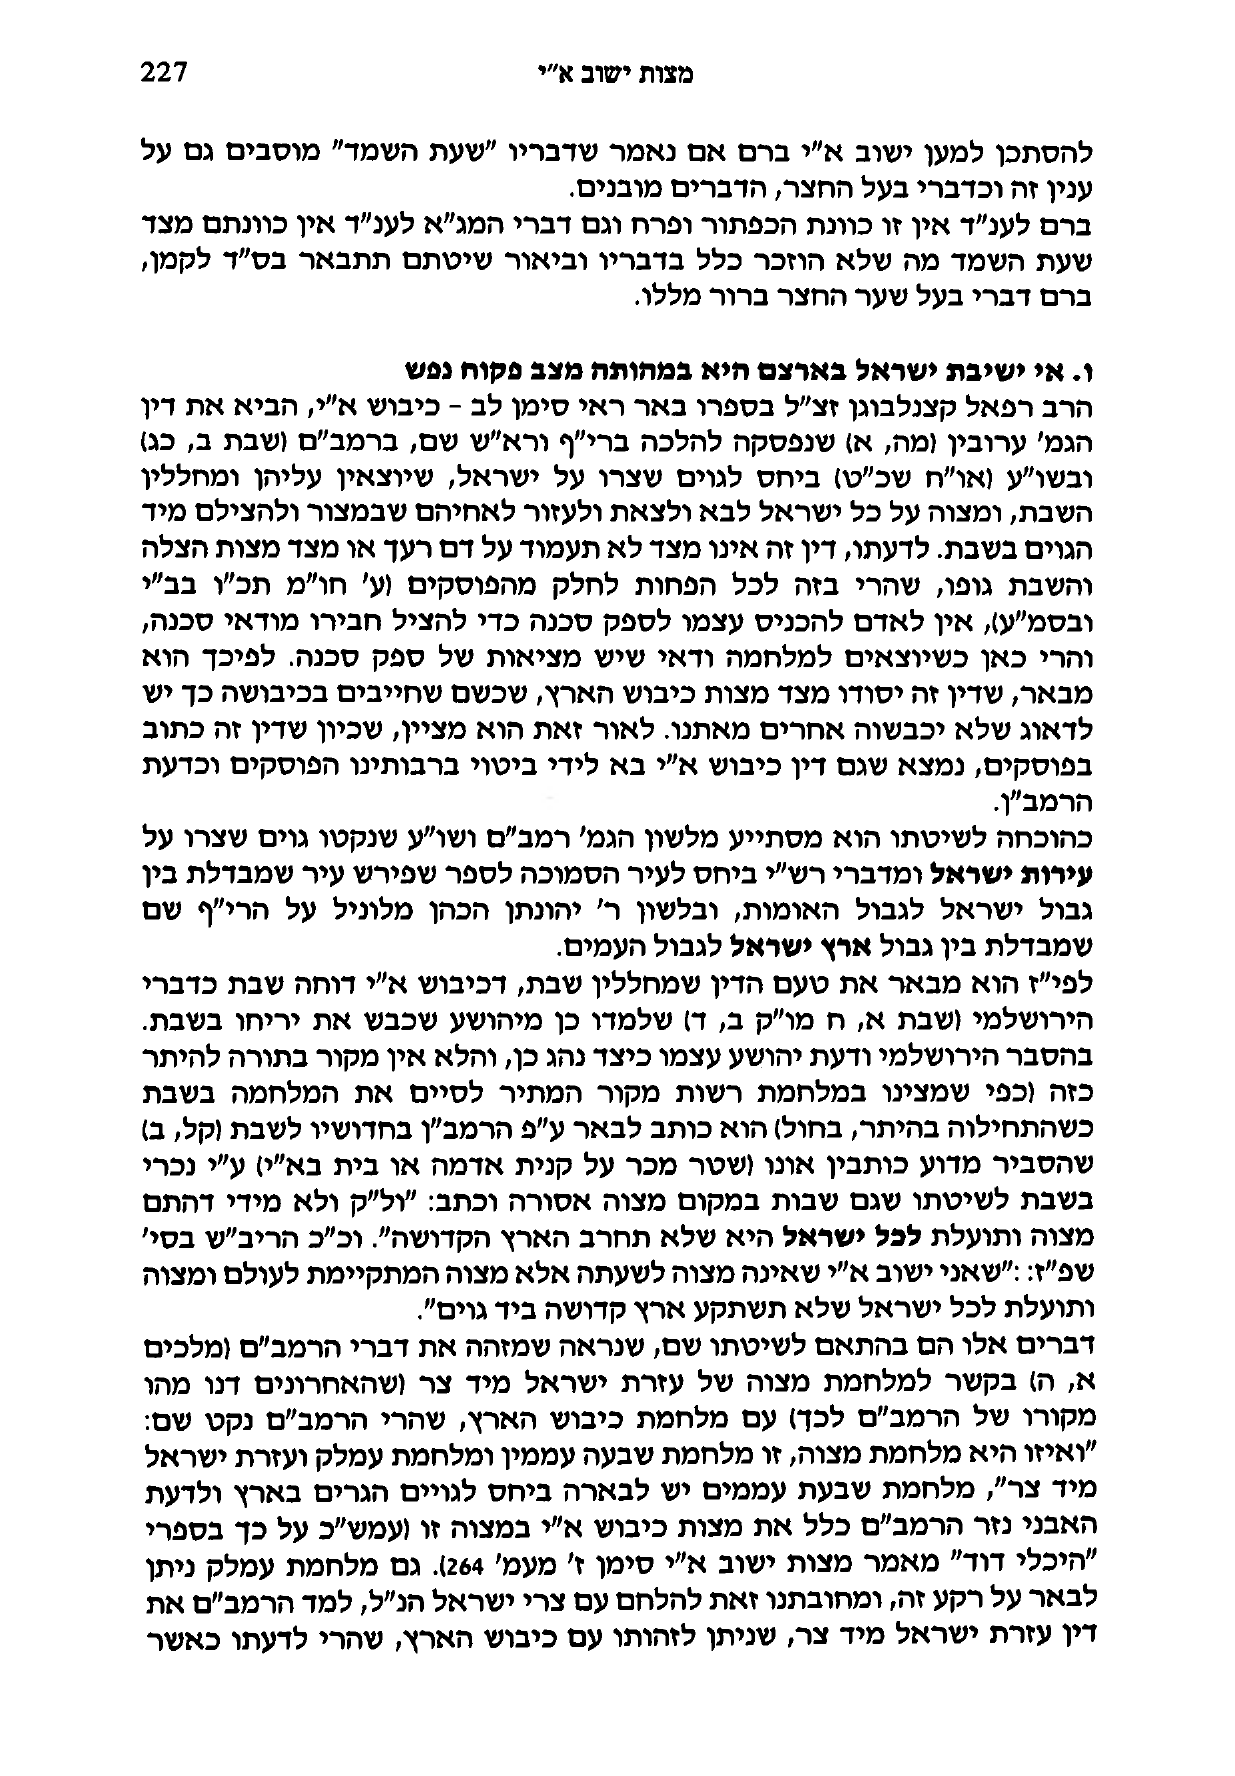 מצות ישוב א"י 227
להסתכן למען ישוב א"י ברם אם נאמר שדבריו "שעת השמד" מוסבים גם על
ענין זה וכדברי בעל החצר, הדברים מובנים.
ברם לענ"ד אין זו כוונת הכפתור ופרח וגם דברי המג"א לענ"ד אין כוונתם מצד
שעת השמד מה שלא הוזכר כלל בדבריו וביאור שיטתם תתבאר בס"ד לקמן,
ברם דברי בעל שער החצר ברור מללו.
ו. אי ישיבת ישראל בארצם היא במהותה מצב פקוח נפש
הרב רפאל קצנלבוגן זצ"ל בספרו באר ראי סימן לב - כיבוש א"י, הביא את דין
הגמ' ערובין (מה, א) שנפסקה להלכה ברי"ף ורא"ש שם, ברמב"ם (שבת ב, כג)
ובשו"ע (או"ח שכ"ט) ביחס לגוים שצרו על ישראל, שיוצאין עליהן ומחללין
השבת, ומצוה על כל ישראל לבא ולצאת ולעזור לאחיהם שבמצור ולהצילם מיד
הגוים בשבת. לדעתו, דין זה אינו מצד לא תעמוד על דם רעך או מצד מצות הצלה
והשבת גופו, שהרי בזה לכל הפחות לחלק מהפוסקים (ע' חו"מ תכ"ו בב"י
ובסמ"ע), אין לאדם להכניס עצמו לספק סכנה כדי להציל חבירו מודאי סכנה,
והרי כאן כשיוצאים למלחמה ודאי שיש מציאות של ספק סכנה. לפיכך הוא
מבאר, שדין זה יסודו מצד מצות כיבוש הארץ, שכשם שחייבים בכיבושה כך יש
לדאוג שלא יכבשוה אחרים מאתנו. לאור זאת הוא מציין, שכיון שדין זה כתוב
בפוסקים, נמצא שגם דין כיבוש א"י בא לידי ביטוי ברבותינו הפוסקים וכדעת
הרמב"ן.
כהוכחה לשיטתו הוא מסתייע מלשון הגמ' רמב"ם ושו"ע שנקטו גוים שצרו על
עירות ישראל ומדברי רש"י ביחס לעיר הסמוכה לספר שפירש עיר שמבדלת בין
גבול ישראל לגבול האומות, ובלשון ר' יהונתן הכהן מלוניל על הרי"ף שם
שמבדלת בין גבול ארץ ישראל לגבול העמים.
לפי"ז הוא מבאר את טעם הדין שמחללין שבת, דכיבוש א"י דוחה שבת כדברי
הירושלמי (שבת א, ח מו"ק ב, ד) שלמדו כן מיהושע שכבש את יריחו בשבת.
בהסבר הירושלמי ודעת יהושע עצמו כיצד נהג כן, והלא אין מקור בתורה להיתר
כזה (כפי שמצינו במלחמת רשות מקור המתיר לסיים את המלחמה בשבת
כשהתחילוה בהיתר, בחול) הוא כותב לבאר ע"פ הרמב"ן בחדושיו לשבת (קל, ב)
שהסביר מדוע כותבין אונו (שטר מכר על קנית אדמה או בית בא"י) ע"י נכרי
בשבת לשיטתו שגם שבות במקום מצוה אסורה וכתב: "ול"ק ולא מידי דהתם
מצוה ותועלת לכל ישראל היא שלא תחרב הארץ הקדושה". וכ"כ הריב"ש בסי'
שפ"ז: :"שאני ישוב א"י שאינה מצוה לשעתה אלא מצוה המתקיימת לעולם ומצוה
ותועלת לכל ישראל שלא תשתקע ארץ קדושה ביד גוים".
דברים אלו הם בהתאם לשיטתו שם, שנראה שמזהה את דברי הרמב"ם (מלכים
א, ה) בקשר למלחמת מצוה של עזרת ישראל מיד צר (שהאחרונים דנו מהו
מקורו של הרמב"ם לכך) עם מלחמת כיבוש הארץ, שהרי הרמב"ם נקט שם:
"ואיזו היא מלחמת מצוה, זו מלחמת שבעה עממין ומלחמת עמלק ועזרת ישראל
מיד צר", מלחמת שבעת עממים יש לבארה ביחס לגויים הגרים בארץ ולדעת
האבני נזר הרמב"ם כלל את מצות כיבוש א"י במצוה זו (עמש"כ על כך בספרי
"היכלי דוד" מאמר מצות ישוב א"י סימן ז' מעמ' 264). גם מלחמת עמלק ניתן
לבאר על רקע זה, ומחובתנו זאת להלחם עם צרי ישראל הנ"ל, למד הרמב"ם את
דין עזרת ישראל מיד צר, שניתן לזהותו עם כיבוש הארץ, שהרי לדעתו כאשר